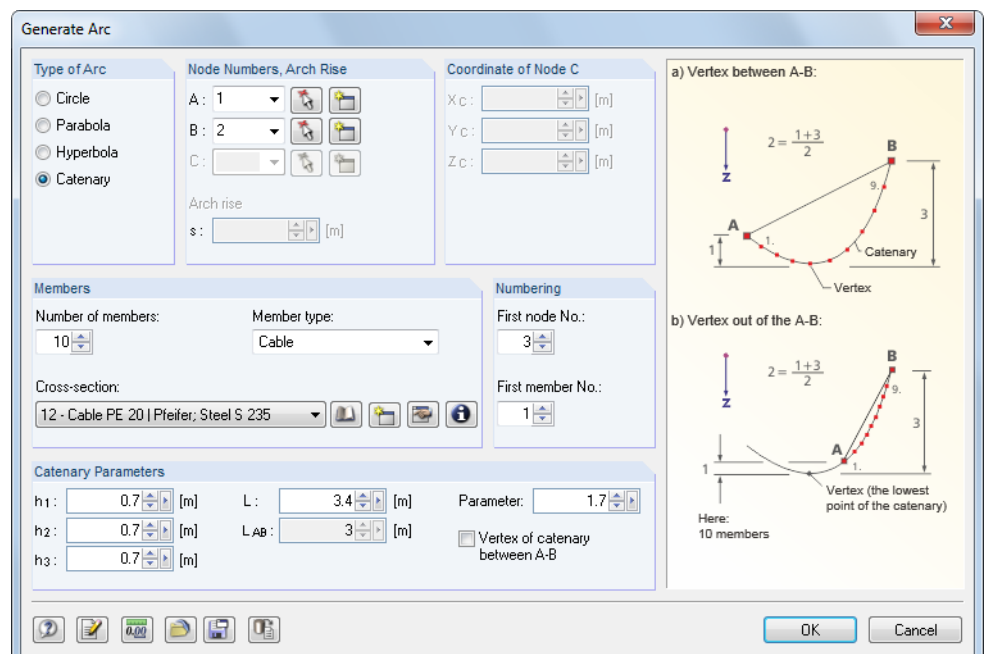 Generate Arc
Type of Arc
Circle
Parabola
Hyperbola
Catenary
Node Numbers, Arch Rise
A: 1
B: 2
C:
Arch rise
s: [m]
Coordinate of Node C
XC: [m]
YC: [m]
ZC: [m]
Members
Number of members:
10
Member type:
Cable
Cross-section:
12 - Cable PE 20 | Pfeifer; Steel S 235
Numbering
First node No.:
3
First member No.:
1
Catenary Parameters
h1: 0.7 [m]
h2: 0.7 [m]
h3: 0.7 [m]
L: 3.4 [m]
LAB: 3 [m]
Parameter: 1.7
Vertex of catenary
between A-B
a) Vertex between A-B:
2 = 1+3
2
z
B
9.
3
A
1.
1
Catenary
Vertex
b) Vertex out of the A-B:
2 = 1+3
2
z
B
9.
3
A
1.
1
Vertex (the lowest
point of the catenary)
Here:
10 members
0.00
OK
Cancel